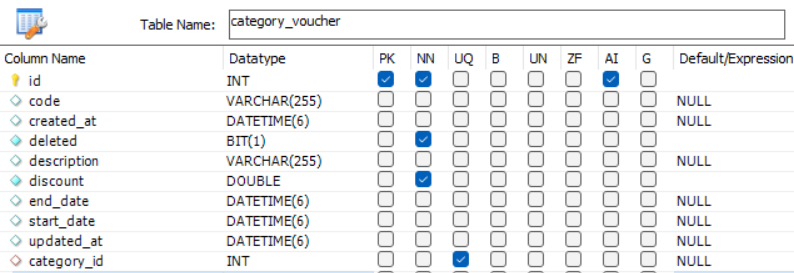 Table Name: category_voucher
Column Name Datatype PK NN UQ B UN ZF AI G Default/Expression
id INT
code VARCHAR(255) NULL
created_at DATETIME(6) NULL
deleted BIT(1)
description VARCHAR(255) NULL
discount DOUBLE
end_date DATETIME(6) NULL
start_date DATETIME(6) NULL
updated_at DATETIME(6) NULL
category_id INT NULL